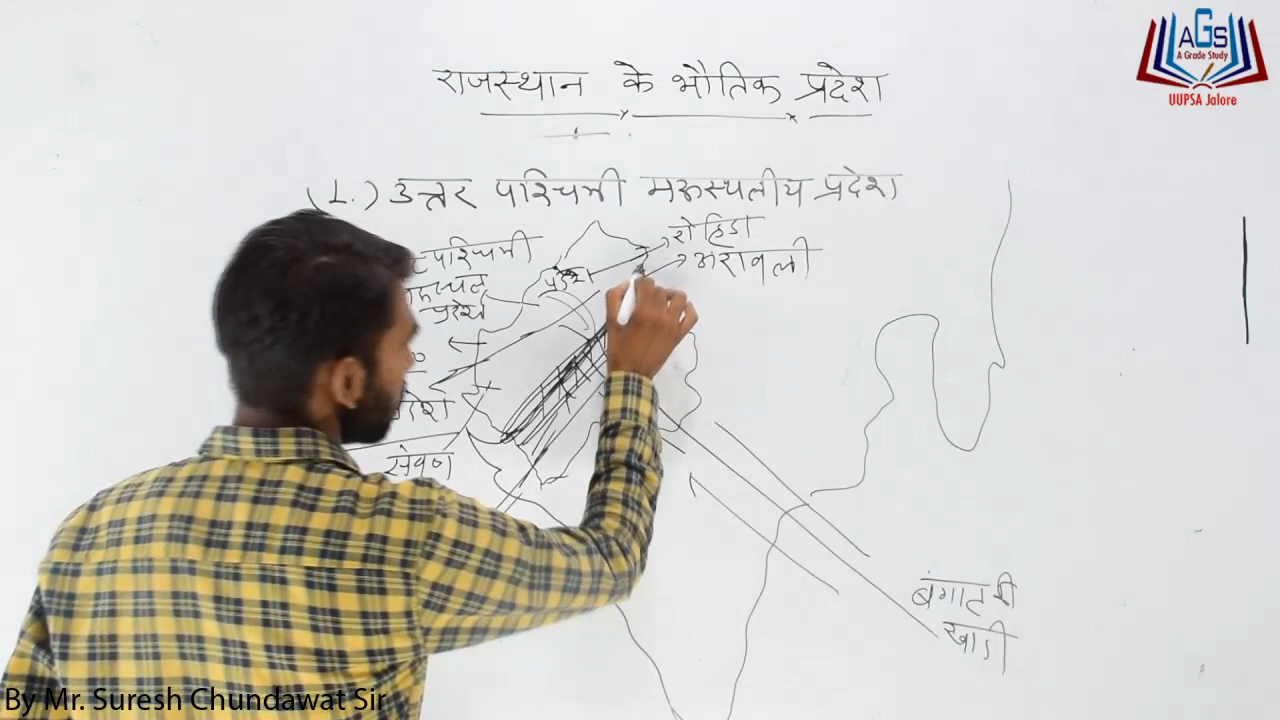 AGS
A Grade Study
UUPSA Jalore
राजस्थान के भौतिक प्रदेश
(1.) उत्तर पश्चिमी मरूस्थलीय प्रदेश
पश्चिमी
रोहिडा
अरावली
प्रदेश
सेवण
बंगाल की
खाडी
By Mr. Suresh Chundawat Sir